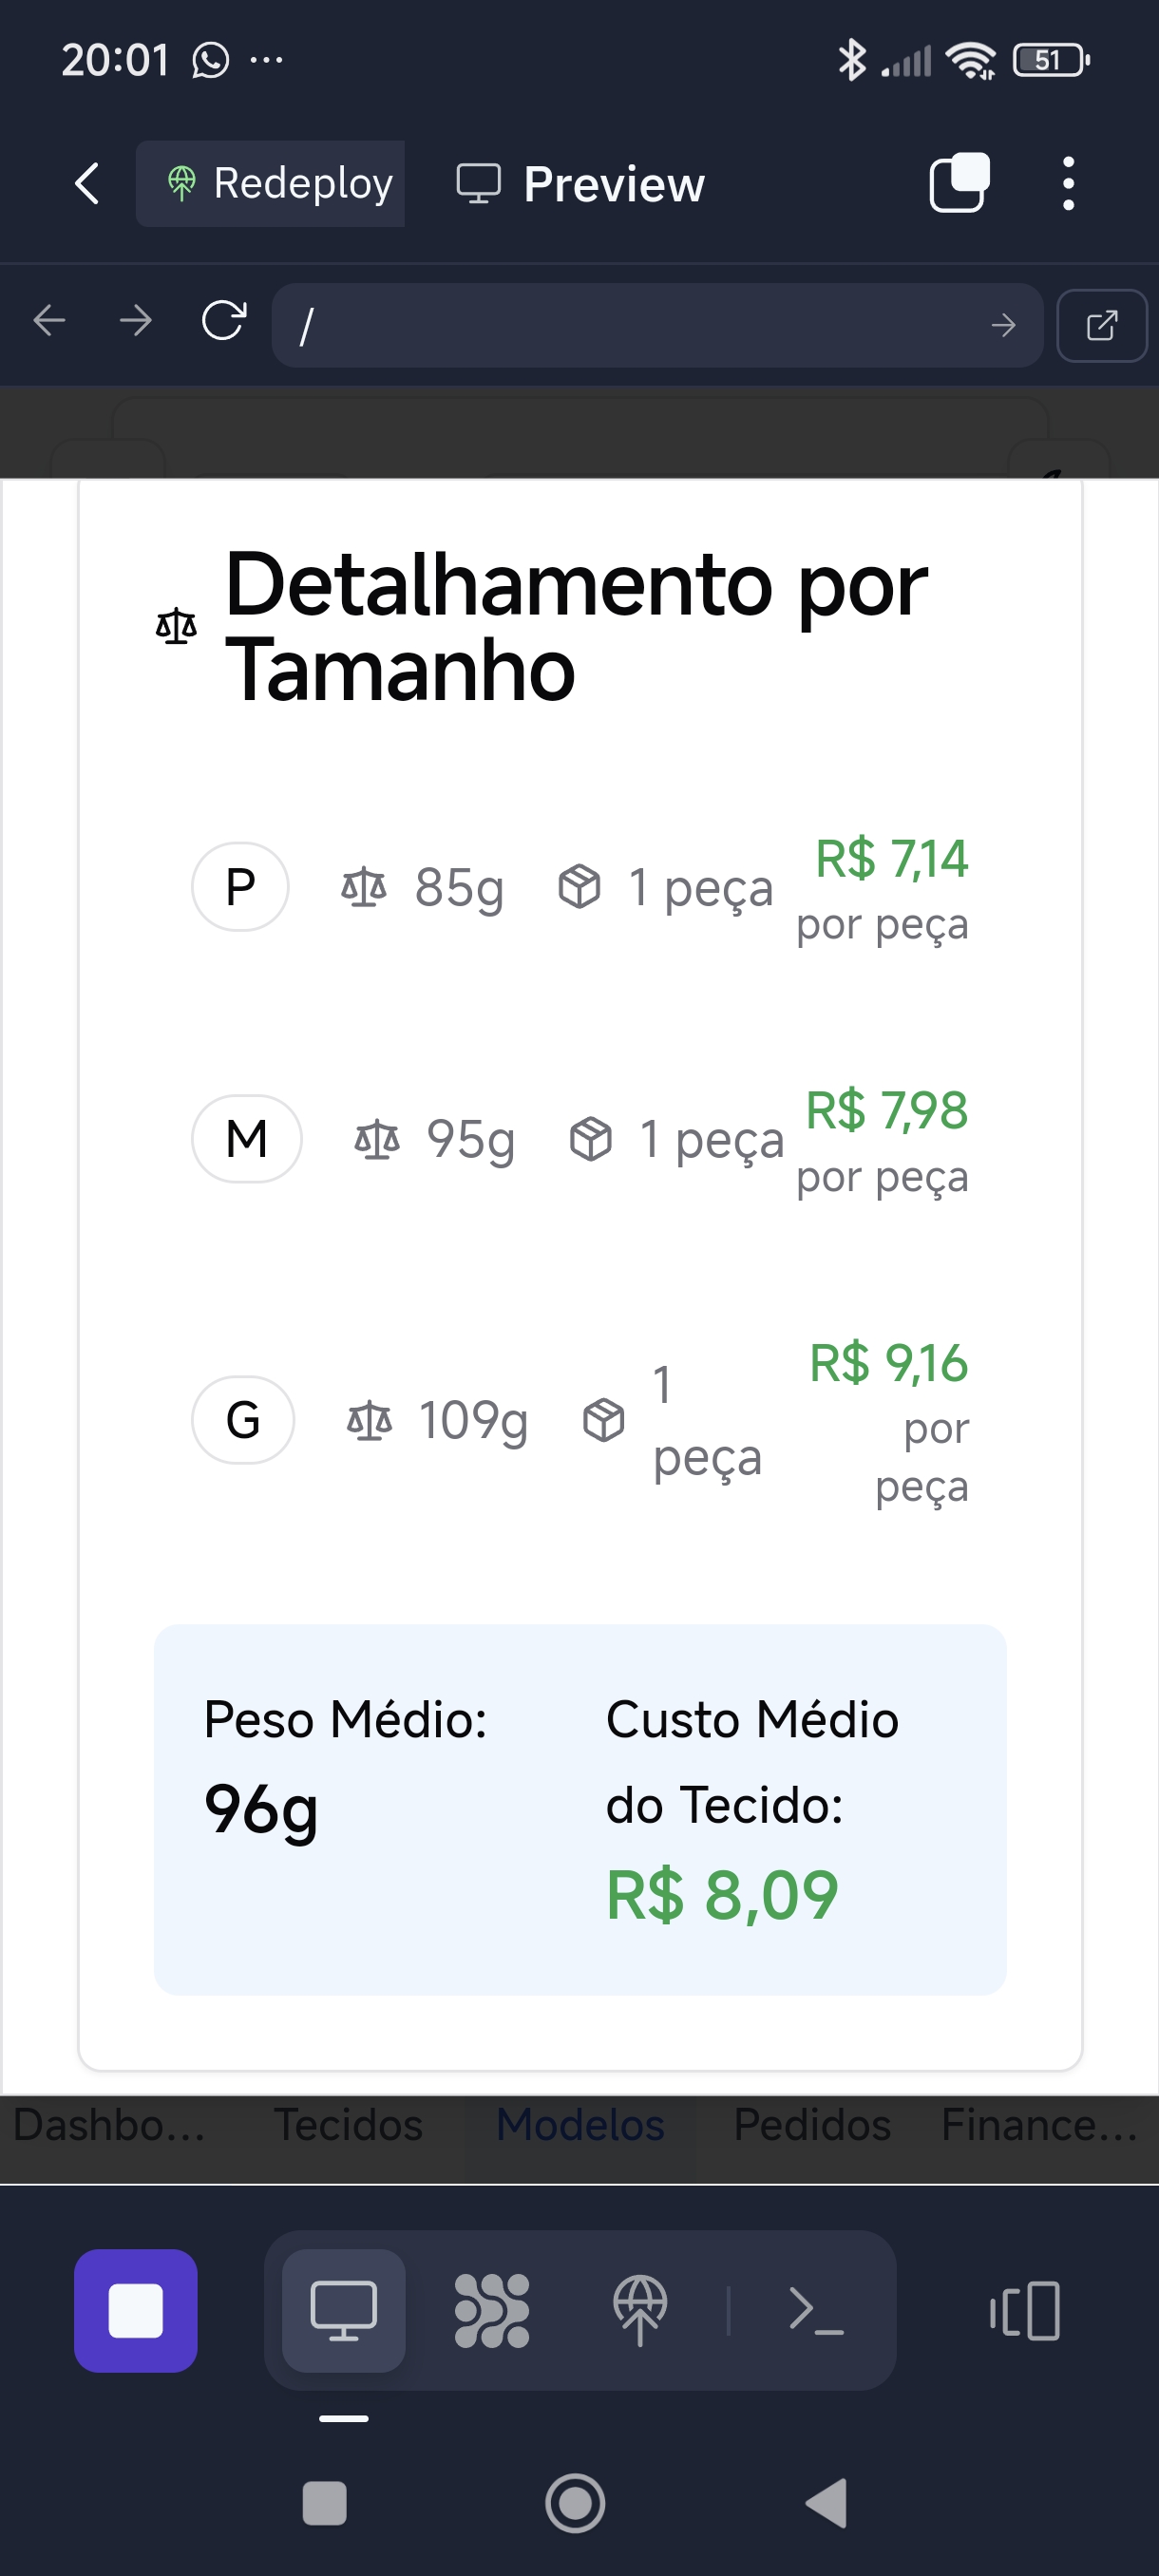 20:01 ... 51
Redeploy Preview
/
Detalhamento por
Tamanho
P 85g 1 peça R$ 7,14
por peça
M 95g 1 peça R$ 7,98
por peça
G 109g 1 peça R$ 9,16
por peça
Peso Médio:
96g
Custo Médio
do Tecido:
R$ 8,09
Dashbo... Tecidos Modelos Pedidos Finance...